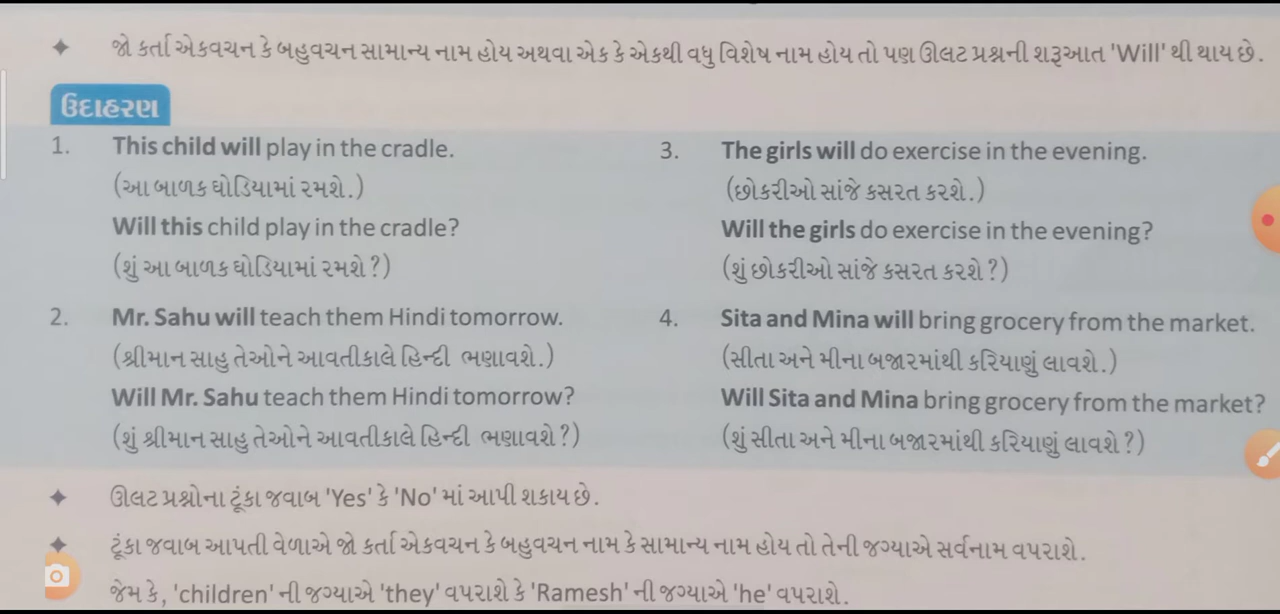 ✦ જો કર્તા એકવચન કે બહુવચન સામાન્ય નામ હોય અથવા એક કે એકથી વધુ વિશેષ નામ હોય તો પણ ઊલટ પ્રશ્નની શરૂઆત 'Will' થી થાય છે.
ઉદાહરણ
1. This child will play in the cradle.
(આ બાળક ઘોડિયામાં રમશે.)
Will this child play in the cradle?
(શું આ બાળક ઘોડિયામાં રમશે?)
2. Mr. Sahu will teach them Hindi tomorrow.
(શ્રીમાન સાહુ તેઓને આવતીકાલે હિન્દી ભણાવશે.)
Will Mr. Sahu teach them Hindi tomorrow?
(શું શ્રીમાન સાહુ તેઓને આવતીકાલે હિન્દી ભણાવશે?)
3. The girls will do exercise in the evening.
(છોકરીઓ સાંજે કસરત કરશે.)
Will the girls do exercise in the evening?
(શું છોકરીઓ સાંજે કસરત કરશે?)
4. Sita and Mina will bring grocery from the market.
(સીતા અને મીના બજારમાંથી કરિયાણું લાવશે.)
Will Sita and Mina bring grocery from the market?
(શું સીતા અને મીના બજારમાંથી કરિયાણું લાવશે?)
✦ ઊલટ પ્રશ્નોના ટૂંકા જવાબ 'Yes' કે 'No' માં આપી શકાય છે.
✦ ટૂંકા જવાબ આપતી વેળાએ જો કર્તા એકવચન કે બહુવચન નામ કે સામાન્ય નામ હોય તો તેની જગ્યાએ સર્વનામ વપરાશે.
જેમ કે, 'children' ની જગ્યાએ 'they' વપરાશે કે 'Ramesh' ની જગ્યાએ 'he' વપરાશે.